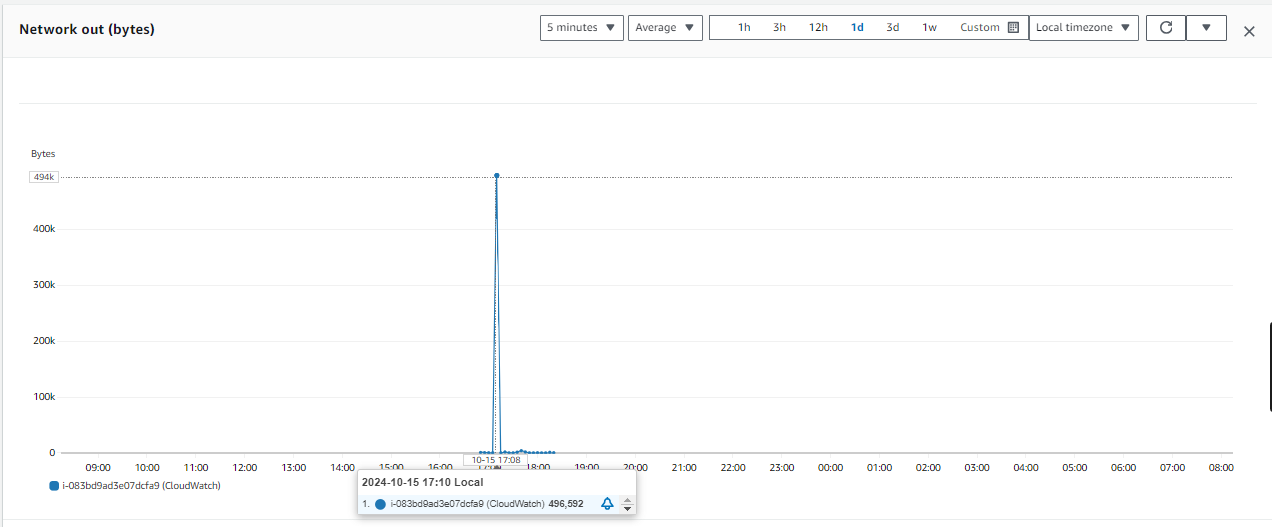 Network out (bytes)
5 minutes Average 1h 3h 12h 1d 3d 1w Custom Local timezone
Bytes
494k
400k
300k
200k
100k
0
09:00 10:00 11:00 12:00 13:00 14:00 15:00 16:00 17:00 18:00 19:00 20:00 21:00 22:00 23:00 00:00 01:00 02:00 03:00 04:00 05:00 06:00 07:00 08:00
10-15 17:08
i-083bd9ad3e07dcfa9 (CloudWatch)
2024-10-15 17:10 Local
1. i-083bd9ad3e07dcfa9 (CloudWatch) 496,592